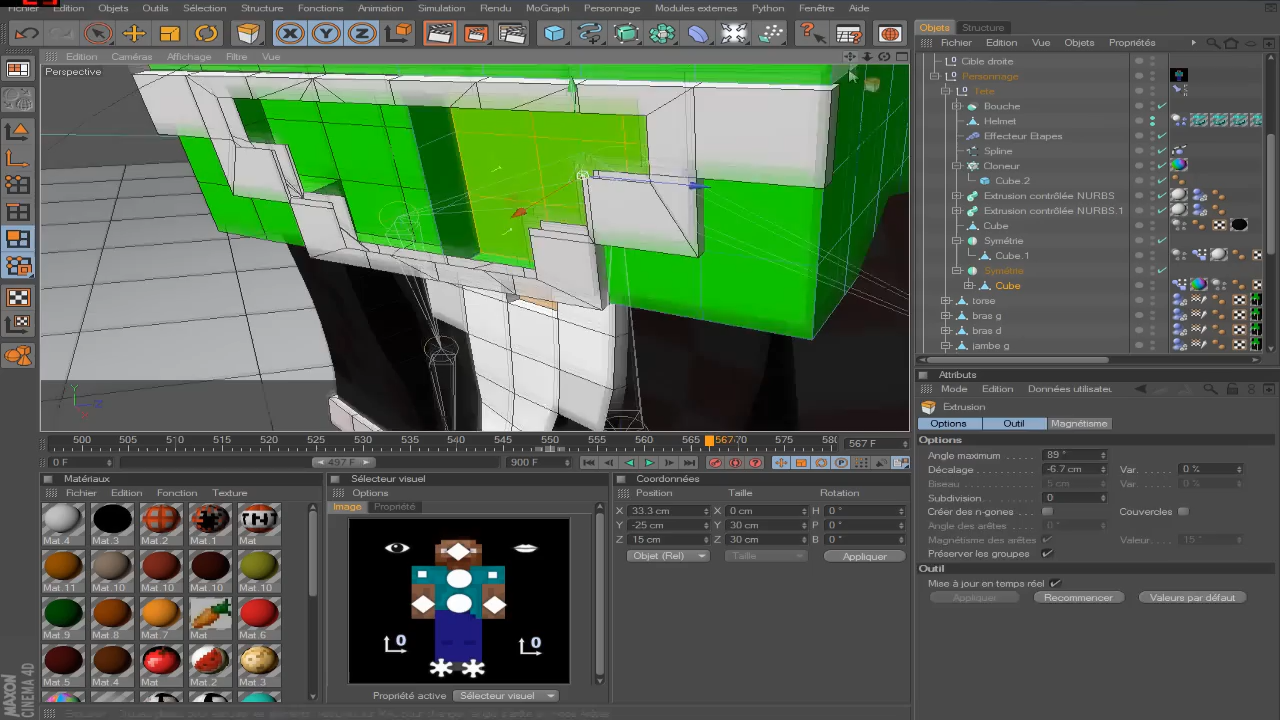 Fichier Edition Objets Outils Sélection Structure Fonctions Animation Simulation Rendu MoGraph Personnage Modules externes Python Fenêtre Aide
X Y Z
Objets Structure
Fichier Edition Vue Objets Propriétés
Edition Caméras Affichage Filtre Vue
Perspective
Cible droite
Personnage
Tete
Bouche
Helmet
Effecteur Etapes
Spline
Cloneur
Cube.2
Extrusion contrôlée NURBS
Extrusion contrôlée NURBS.1
Cube
Symétrie
Cube.1
Symétrie
Cube
torse
bras g
bras d
jambe g
Attributs
Mode Edition Données utilisateur
Extrusion
Options Outil Magnétisme
Options
Angle maximum 89 °
Décalage -6.7 cm Var. 0 %
Biseau 5 cm Var. 0 %
Subdivision 0
Créer des n-gones Couvercles
Angle des arêtes 0 °
Magnétisme des arêtes Valeur. 15 °
Préserver les groupes
Outil
Mise à jour en temps réel
Appliquer Recommencer Valeurs par défaut
500 505 510 515 520 525 530 535 540 545 550 555 560 565 567 570 575 580 567 F
0 F 497 F 900 F
Matériaux
Fichier Edition Fonction Texture
Mat.4 Mat.3 Mat.2 Mat.1 Mat
Mat.11 Mat.10 Mat.10 Mat.10 Mat.10
Mat.9 Mat.8 Mat.7 Mat Mat.6
Mat.5 Mat.4 Mat.1 Mat.2 Mat.3
Sélecteur visuel
Options
Image Propriété
Propriété active Sélecteur visuel
Coordonnées
Position Taille Rotation
X 33.3 cm X 0 cm H 0 °
Y -25 cm Y 30 cm P 0 °
Z 15 cm Z 30 cm B 0 °
Objet (Rel) Taille Appliquer
MAXON
CINEMA 4D